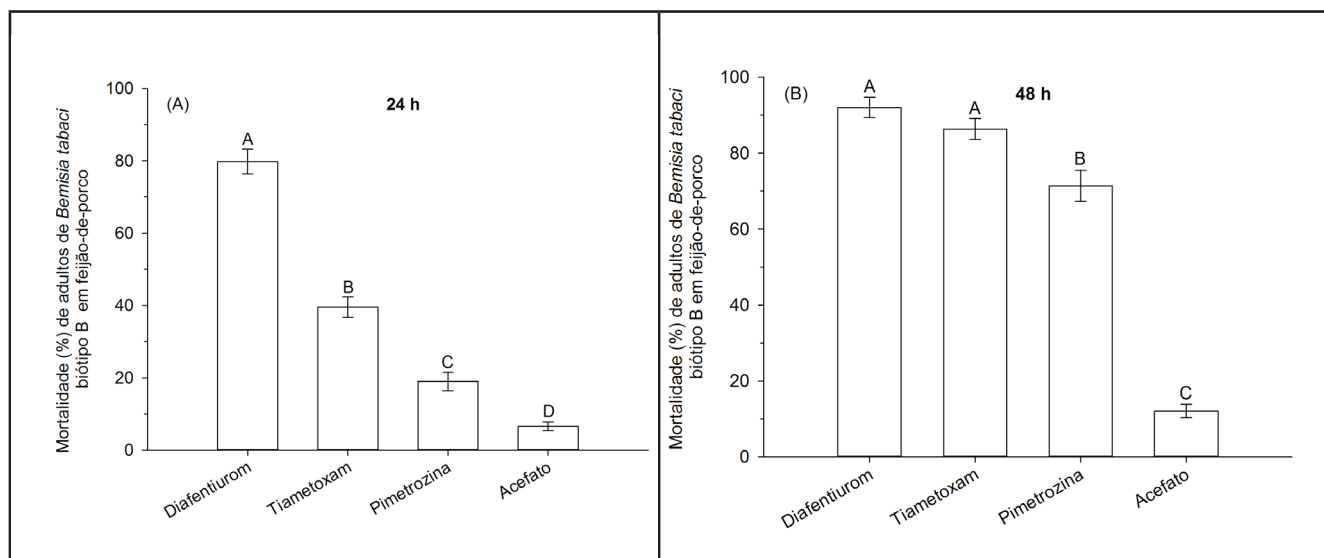 (A)
24 h
Mortalidade (%) de adultos de Bemisia tabaci
biótipo B em feijão-de-porco
100
80
60
40
20
0
A
B
C
D
Diafentiurom
Tiametoxam
Pimetrozina
Acefato
(B)
48 h
Mortalidade (%) de adultos de Bemisia tabaci
biótipo B em feijão-de-porco
100
80
60
40
20
0
A
A
B
C
Diafentiurom
Tiametoxam
Pimetrozina
Acefato